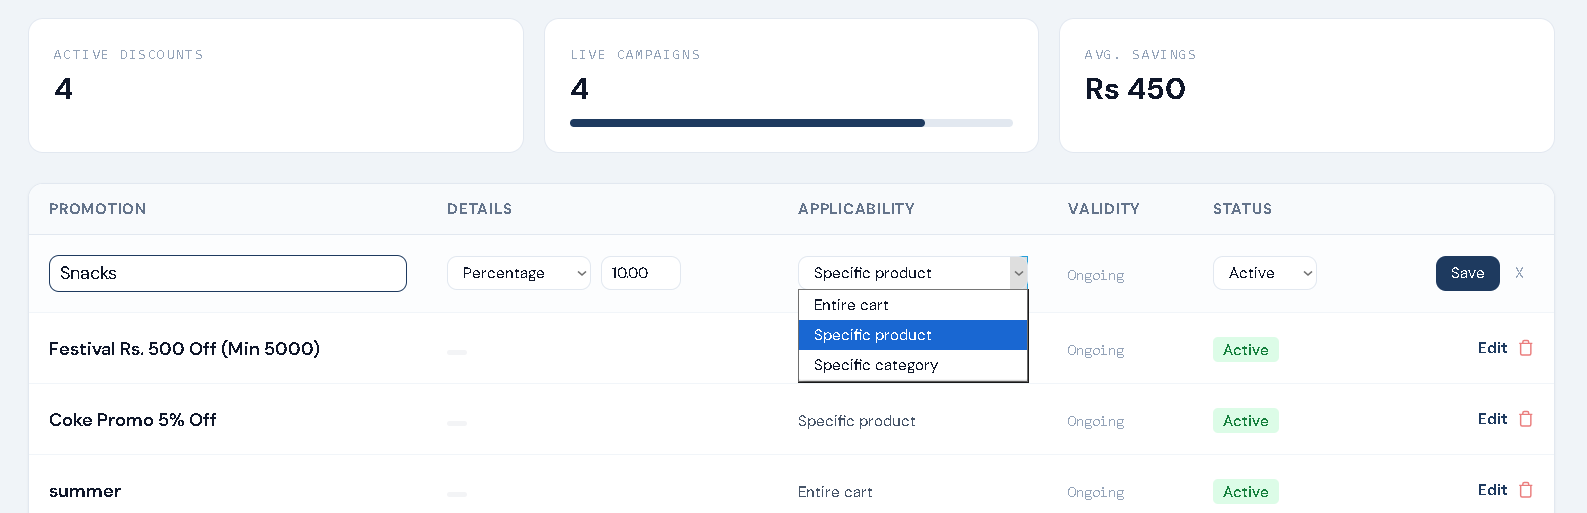 ACTIVE DISCOUNTS
4
LIVE CAMPAIGNS
4
AVG. SAVINGS
Rs 450
PROMOTION DETAILS APPLICABILITY VALIDITY STATUS
Snacks Percentage 10.00 Specific product Ongoing Active Save X
Entire cart
Specific product
Specific category
Festival Rs. 500 Off (Min 5000) Ongoing Active Edit
Coke Promo 5% Off Specific product Ongoing Active Edit
summer Entire cart Ongoing Active Edit